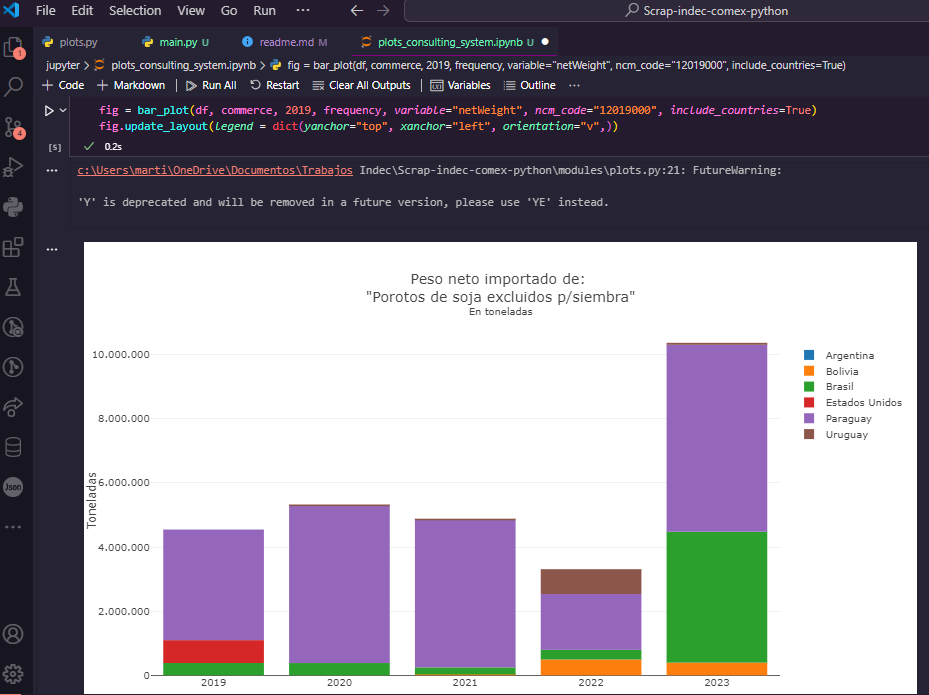 File Edit Selection View Go Run ··· Scrap-indec-comex-python
plots.py main.py U readme.md M plots_consulting_system.ipynb U
jupyter > plots_consulting_system.ipynb > fig = bar_plot(df, commerce, 2019, frequency, variable="netWeight", ncm_code="12019000", include_countries=True)
+ Code + Markdown Run All Restart Clear All Outputs Variables Outline ···
fig = bar_plot(df, commerce, 2019, frequency, variable="netWeight", ncm_code="12019000", include_countries=True)
fig.update_layout(legend = dict(yanchor="top", xanchor="left", orientation="v",))
[5] 0.2s
c:\Users\marti\OneDrive\Documentos\Trabajos Indec\Scrap-indec-comex-python\modules\plots.py:21: FutureWarning:
'Y' is deprecated and will be removed in a future version, please use 'YE' instead.
Peso neto importado de:
"Porotos de soja excluidos p/siembra"
En toneladas
10.000.000
8.000.000
6.000.000
4.000.000
2.000.000
0
Toneladas
2019 2020 2021 2022 2023
Argentina
Bolivia
Brasil
Estados Unidos
Paraguay
Uruguay
1
4
Json